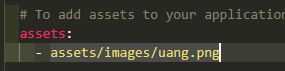 # To add assets to your application
assets:
- assets/images/uang.png